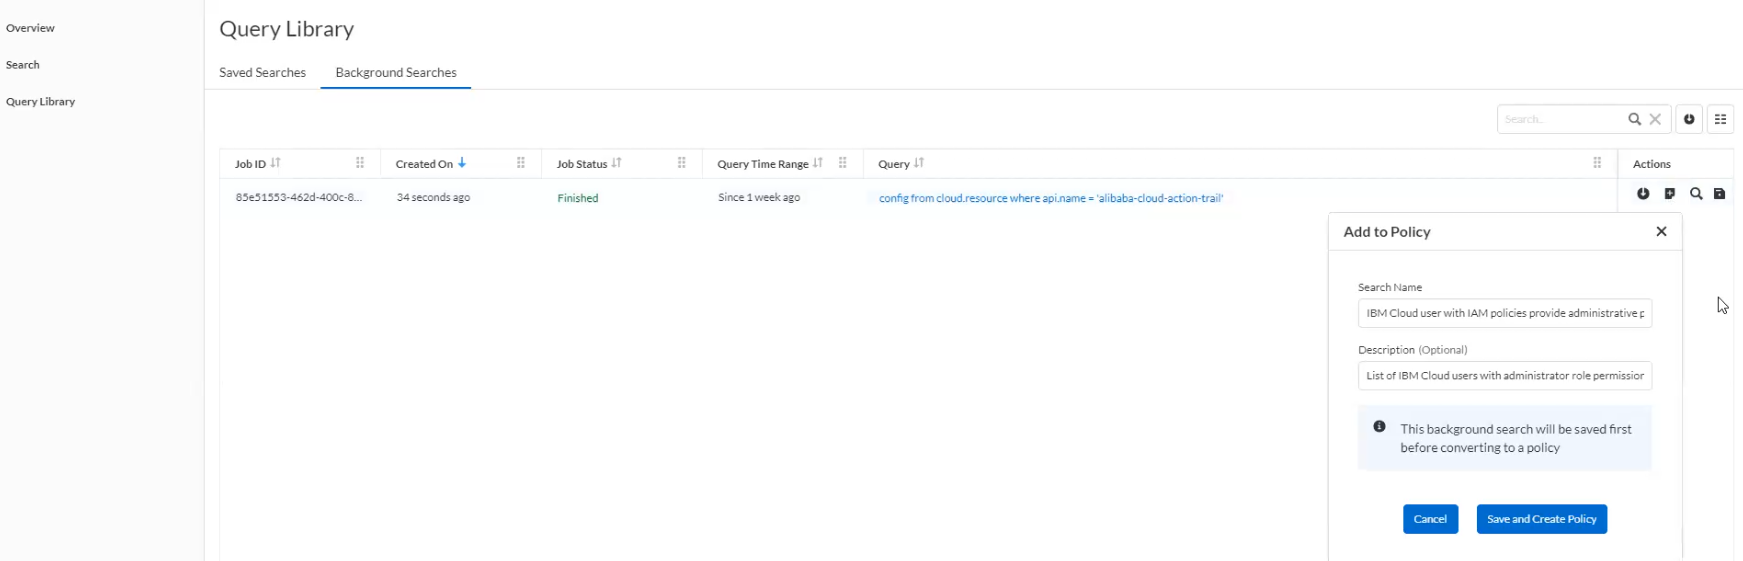 Overview
Search
Query Library
Query Library
Saved Searches
Background Searches
Search..
Job ID
Created On
Job Status
Query Time Range
Query
Actions
85e51553-462d-400c-8...
34 seconds ago
Finished
Since 1 week ago
config from cloud.resource where api.name = 'alibaba-cloud-action-trail'
Add to Policy
Search Name
IBM Cloud user with IAM policies provide administrative p
Description (Optional)
List of IBM Cloud users with administrator role permission
This background search will be saved first
before converting to a policy
Cancel
Save and Create Policy